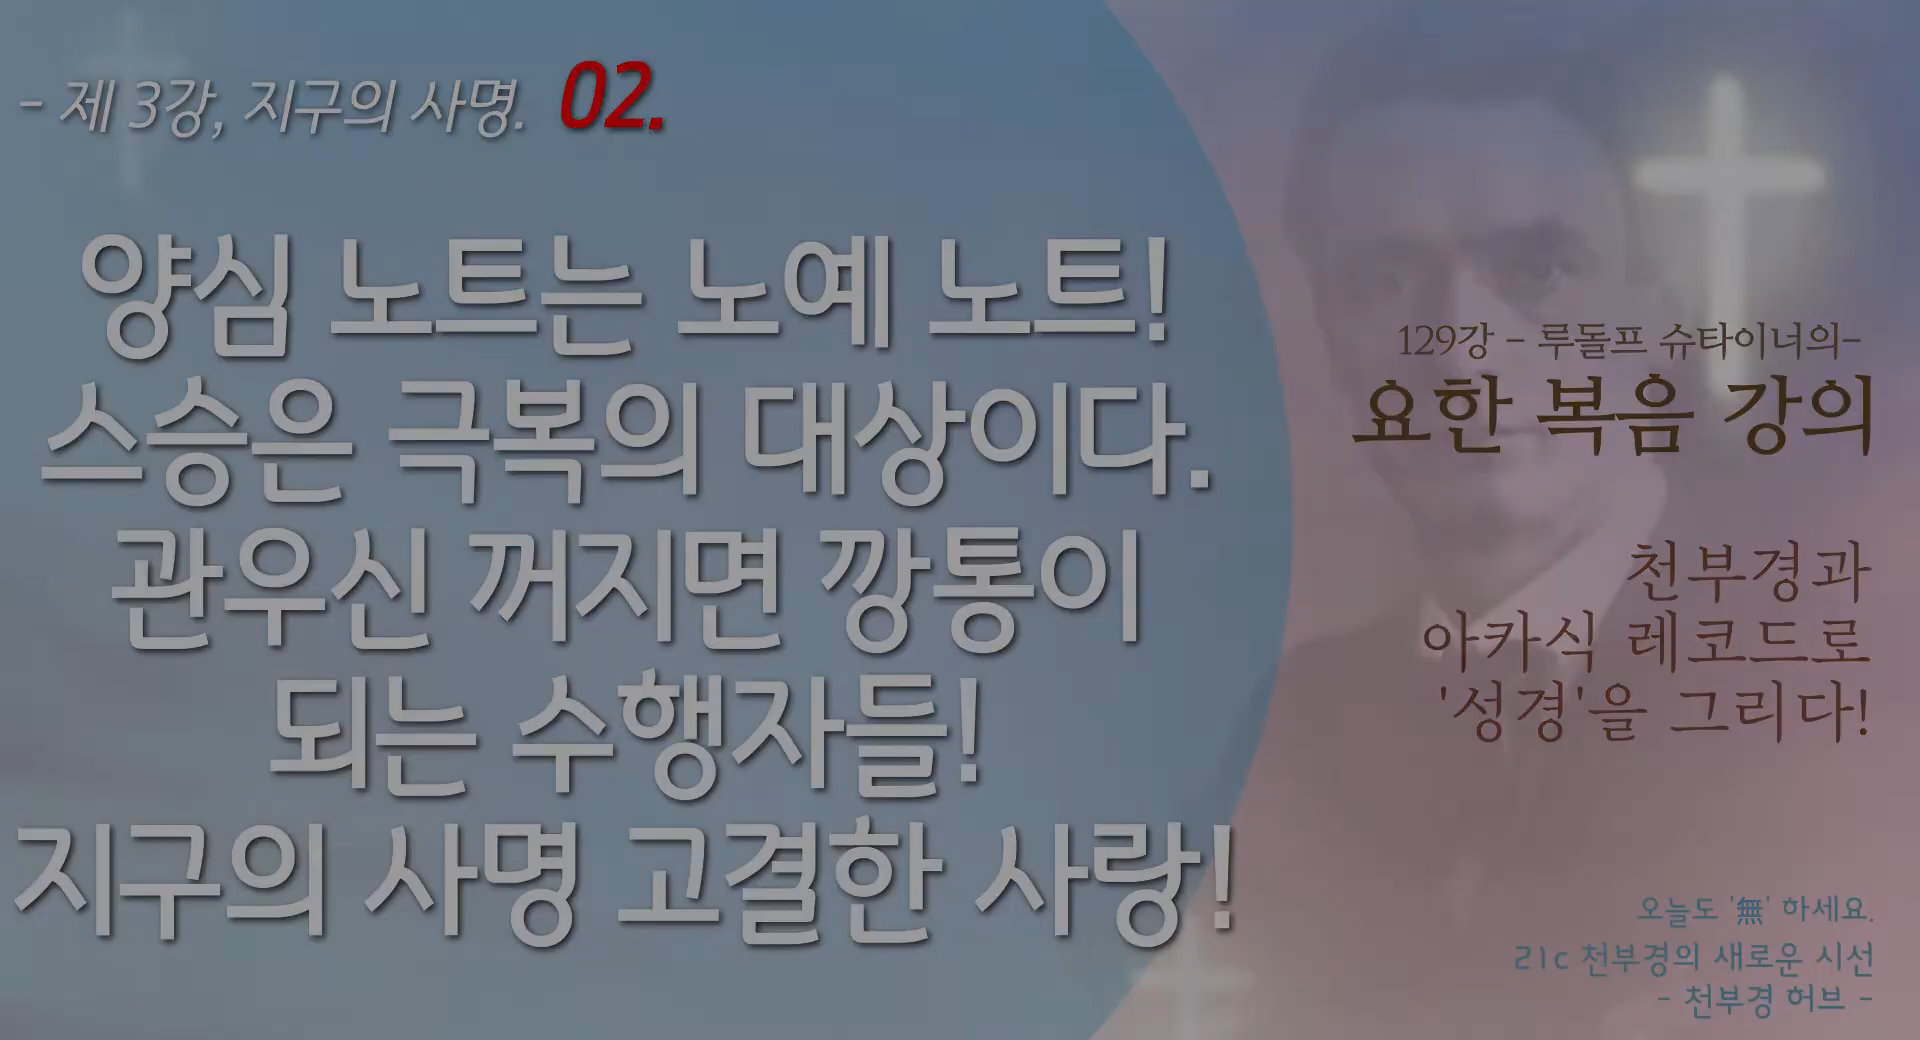 - 제 3강, 지구의 사명. 02.
양심 노트는 노예 노트!
스승은 극복의 대상이다.
관우신 꺼지면 깡통이
되는 수행자들!
지구의 사명 고결한 사랑!
129강 - 루돌프 슈타이너의-
요한 복음 강의
천부경과
아카식 레코드로
'성경'을 그리다!
오늘도 '無' 하세요.
21c 천부경의 새로운 시선
- 천부경 허브 -